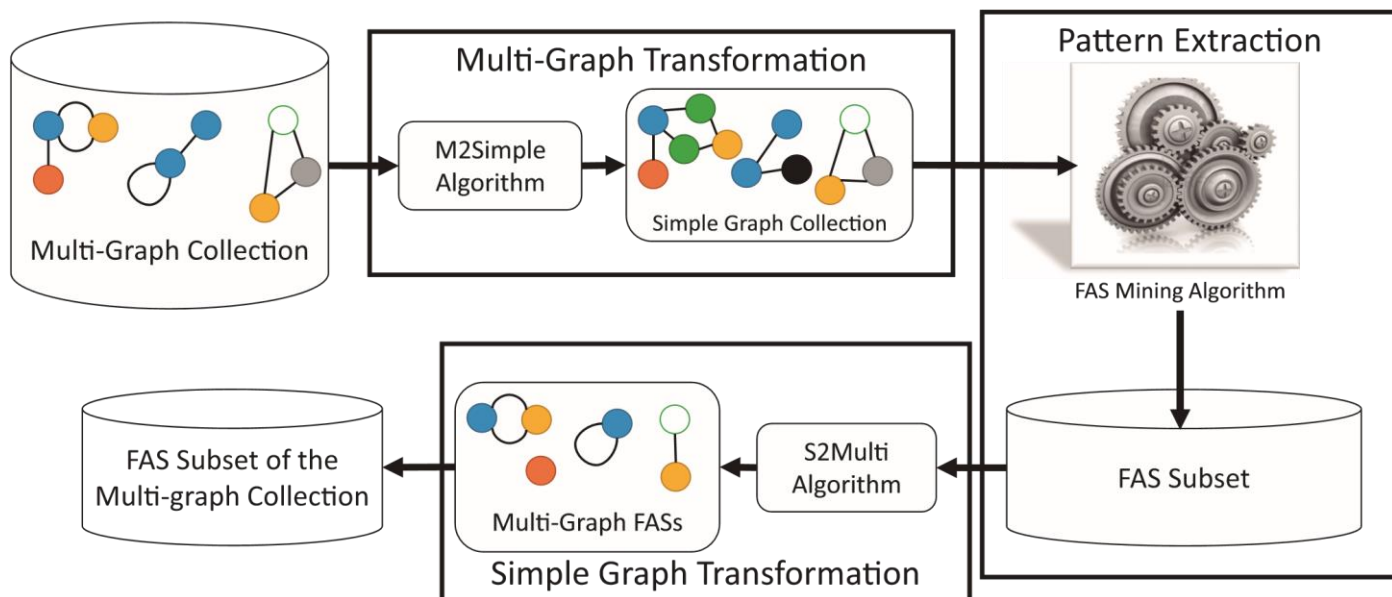 Multi-Graph Collection
Multi-Graph Transformation
M2Simple
Algorithm
Simple Graph Collection
Pattern Extraction
FAS Mining Algorithm
FAS Subset
S2Multi
Algorithm
Multi-Graph FASs
Simple Graph Transformation
FAS Subset of the
Multi-graph Collection